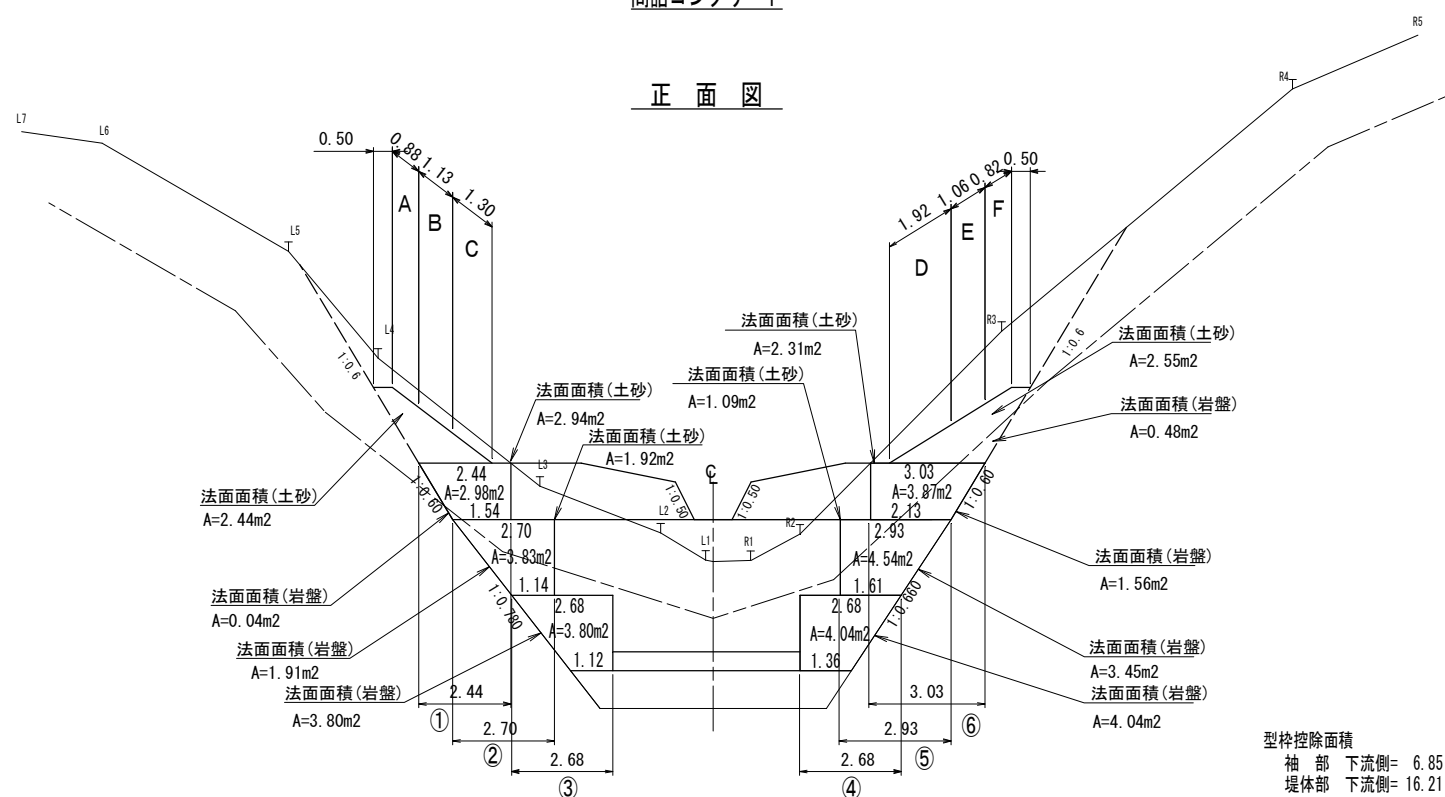 正 面 図
R5
R4
L7
L6
0.50
0.88
1.13
1.30
0.50
0.82
1.06
1.92
A
B
C
D
E
F
L5
L4
R3
1:0.6
1:0.6
法面面積(土砂)
A=2.31m2
法面面積(土砂)
A=2.55m2
法面面積(土砂)
A=1.09m2
法面面積(土砂)
A=2.94m2
法面面積(岩盤)
A=0.48m2
法面面積(土砂)
A=1.92m2
L3
2.44
A=2.98m2
1.54
1:0.60
1:0.50
1:0.50
3.03
A=3.87m2
2.13
1:0.60
法面面積(土砂)
A=2.44m2
L2
L1
R1
R2
2.70
A=3.83m2
1.14
2.93
A=4.54m2
1.61
法面面積(岩盤)
A=1.56m2
法面面積(岩盤)
A=0.04m2
1:0.780
2.68
A=3.80m2
1.12
2.68
A=4.04m2
1.36
1:0.660
法面面積(岩盤)
A=1.91m2
法面面積(岩盤)
A=3.45m2
法面面積(岩盤)
A=3.80m2
法面面積(岩盤)
A=4.04m2
2.44
①
3.03
⑥
2.70
②
2.93
⑤
2.68
③
2.68
④
型枠控除面積
袖 部 下流側= 6.85
堤体部 下流側= 16.21